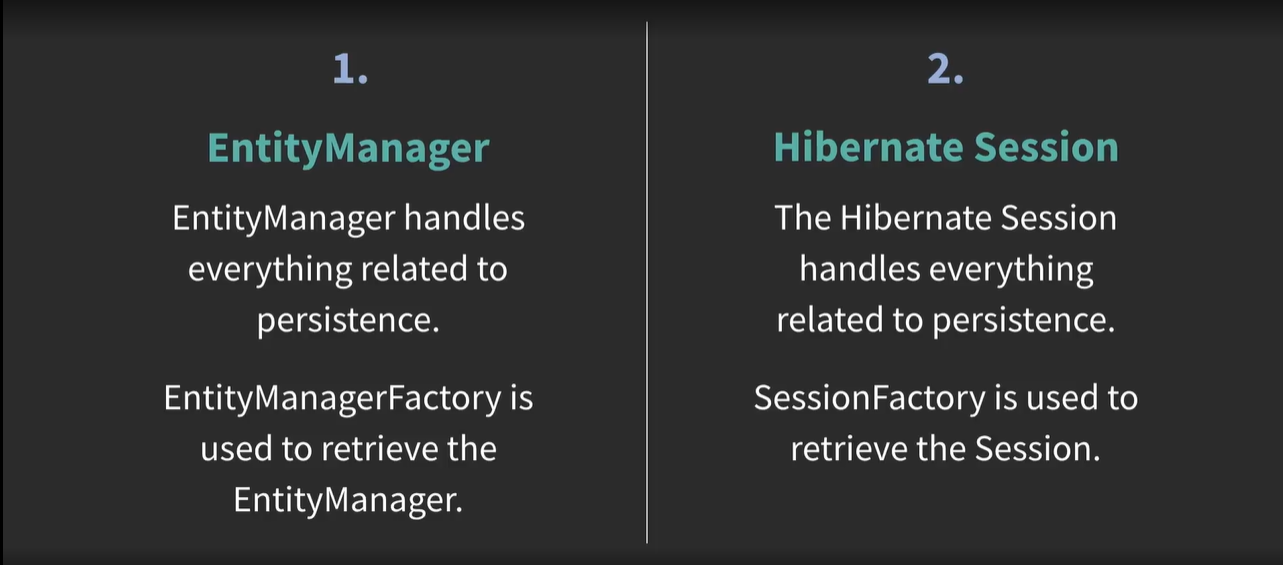 1.
EntityManager
EntityManager handles
everything related to
persistence.
EntityManagerFactory is
used to retrieve the
EntityManager.
2.
Hibernate Session
The Hibernate Session
handles everything
related to persistence.
SessionFactory is used to
retrieve the Session.